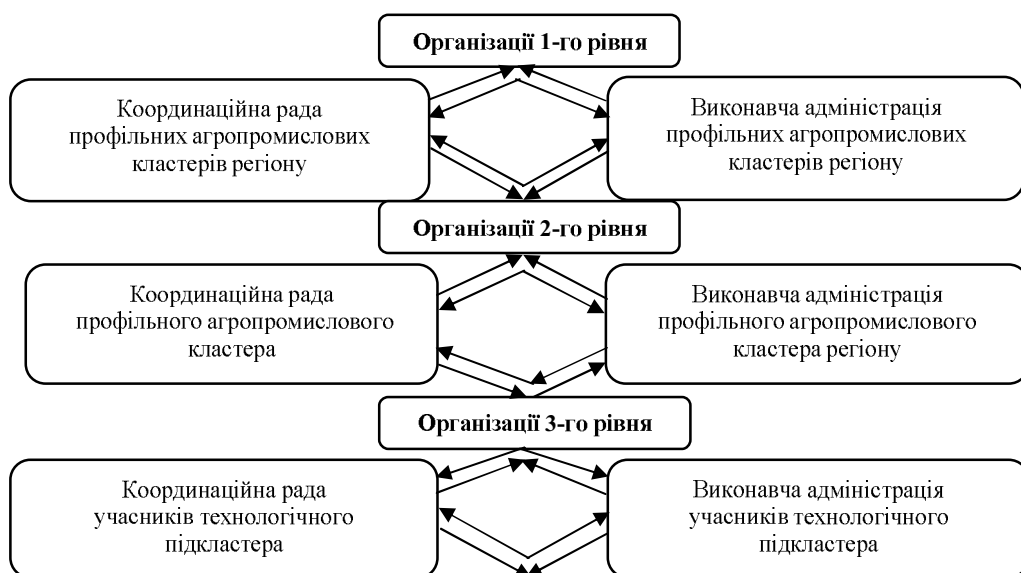 Організації 1-го рівня
Координаційна рада
профільних агропромислових
кластерів регіону
Виконавча адміністрація
профільних агропромислових
кластерів регіону
Організації 2-го рівня
Координаційна рада
профільного агропромислового
кластера
Виконавча адміністрація
профільного агропромислового
кластера регіону
Організації 3-го рівня
Координаційна рада
учасників технологічного
підкластера
Виконавча адміністрація
учасників технологічного
підкластера